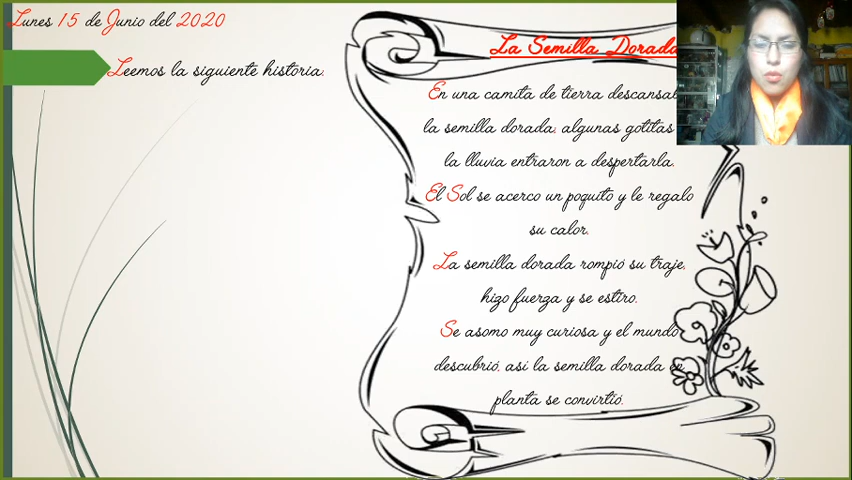 Lunes 15 de Junio del 2020
Leemos la siguiente historia.
La Semilla Dorada
En una camita de tierra
la semilla dorada, algunas gotitas
la lluvia entraron a despertarla.
El Sol se acerco un poquito y le regalo
su calor.
La semilla dorada rompió su traje,
hizo fuerza y se estiro.
Se asomo muy curiosa y el mundo
descubrió, asi la semilla dorada en
planta se convirtió.